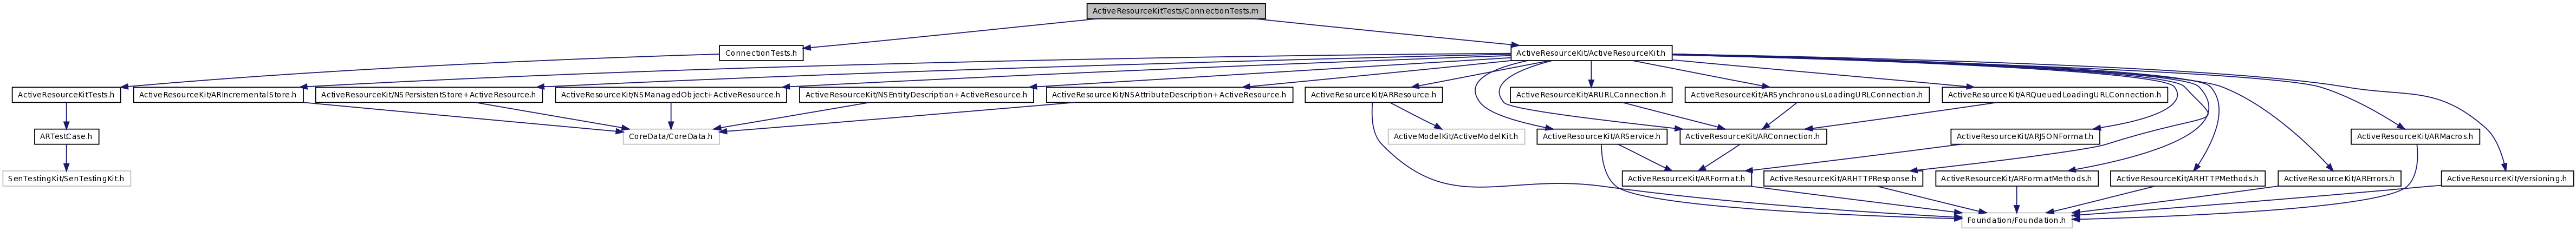 ActiveResourceKitTests/ConnectionTests.m
ConnectionTests.h
ActiveResourceKit/ActiveResourceKit.h
ActiveResourceKitTests.h
ActiveResourceKit/ARIncrementalStore.h
ActiveResourceKit/NSPersistentStore+ActiveResource.h
ActiveResourceKit/NSManagedObject+ActiveResource.h
ActiveResourceKit/NSEntityDescription+ActiveResource.h
ActiveResourceKit/NSAttributeDescription+ActiveResource.h
ActiveResourceKit/ARResource.h
ActiveResourceKit/ARURLConnection.h
ActiveResourceKit/ARSynchronousLoadingURLConnection.h
ActiveResourceKit/ARQueuedLoadingURLConnection.h
ARTestCase.h
CoreData/CoreData.h
ActiveModelKit/ActiveModelKit.h
ActiveResourceKit/ARService.h
ActiveResourceKit/ARConnection.h
ActiveResourceKit/ARJSONFormat.h
ActiveResourceKit/ARMacros.h
SenTestingKit/SenTestingKit.h
ActiveResourceKit/ARFormat.h
ActiveResourceKit/ARHTTPResponse.h
ActiveResourceKit/ARFormatMethods.h
ActiveResourceKit/ARHTTPMethods.h
ActiveResourceKit/ARErrors.h
ActiveResourceKit/Versioning.h
Foundation/Foundation.h